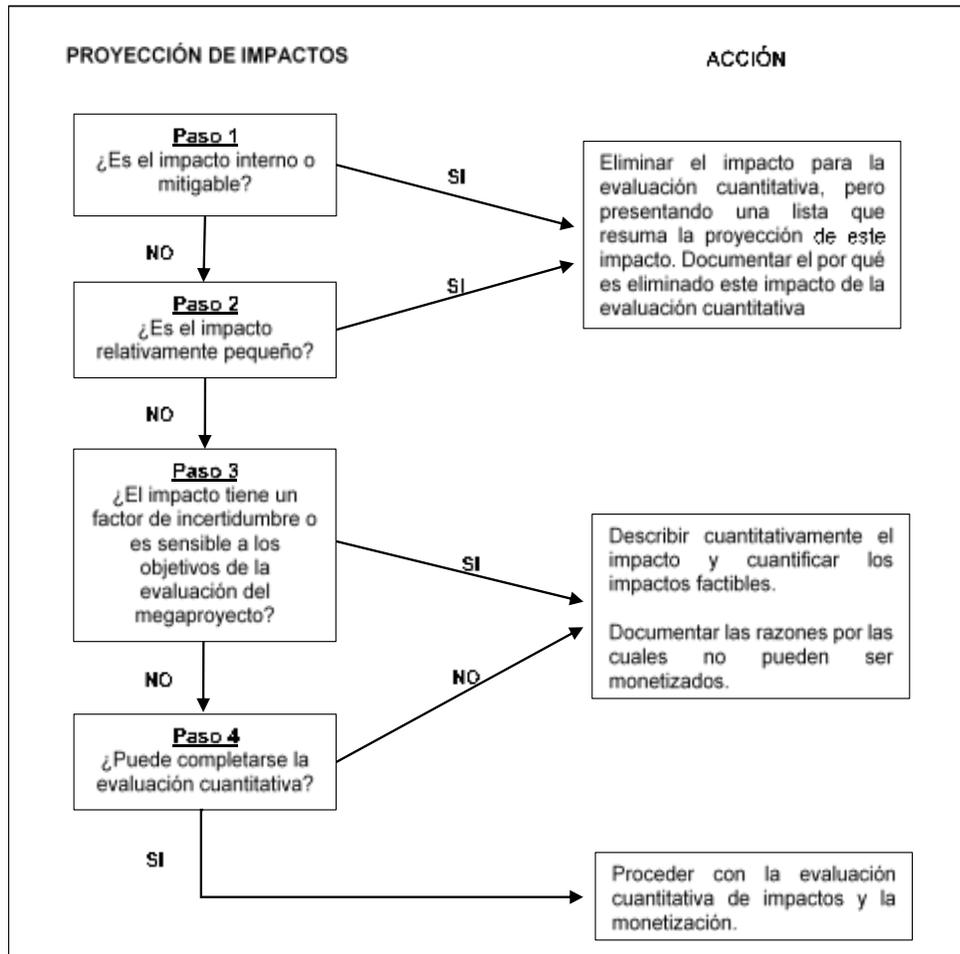 PROYECCIÓN DE IMPACTOS
ACCIÓN
Paso 1
¿Es el impacto interno o
mitigable?
SI
Eliminar el impacto para la
evaluación cuantitativa, pero
presentando una lista que
resuma la proyección de este
impacto. Documentar el por qué
es eliminado este impacto de la
evaluación cuantitativa
NO
SI
Paso 2
¿Es el impacto
relativamente pequeño?
NO
Paso 3
¿El impacto tiene un
factor de incertidumbre o
es sensible a los
objetivos de la
evaluación del
megaproyecto?
SI
Describir cuantitativamente el
impacto y cuantificar los
impactos factibles.
Documentar las razones por las
cuales no pueden ser
monetizados.
NO
NO
Paso 4
¿Puede completarse la
evaluación cuantitativa?
SI
Proceder con la evaluación
cuantitativa de impactos y la
monetización.